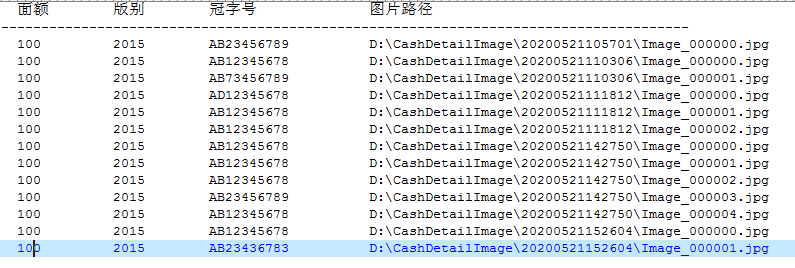 面额 版别 冠字号 图片路径
--------------------------------------------------------------------------------------
100 2015 AB23456789 D:\CashDetailImage\20200521105701\Image_000000.jpg
100 2015 AB12345678 D:\CashDetailImage\20200521110306\Image_000000.jpg
100 2015 AB73456789 D:\CashDetailImage\20200521110306\Image_000001.jpg
100 2015 AD12345678 D:\CashDetailImage\20200521111812\Image_000000.jpg
100 2015 AB12345678 D:\CashDetailImage\20200521111812\Image_000001.jpg
100 2015 AB12345678 D:\CashDetailImage\20200521111812\Image_000002.jpg
100 2015 AB12345678 D:\CashDetailImage\20200521142750\Image_000000.jpg
100 2015 AB12345678 D:\CashDetailImage\20200521142750\Image_000001.jpg
100 2015 AB12345678 D:\CashDetailImage\20200521142750\Image_000002.jpg
100 2015 AB23456789 D:\CashDetailImage\20200521142750\Image_000003.jpg
100 2015 AB12345678 D:\CashDetailImage\20200521142750\Image_000004.jpg
100 2015 AB12345678 D:\CashDetailImage\20200521152604\Image_000000.jpg
100 2015 AB23436783 D:\CashDetailImage\20200521152604\Image_000001.jpg